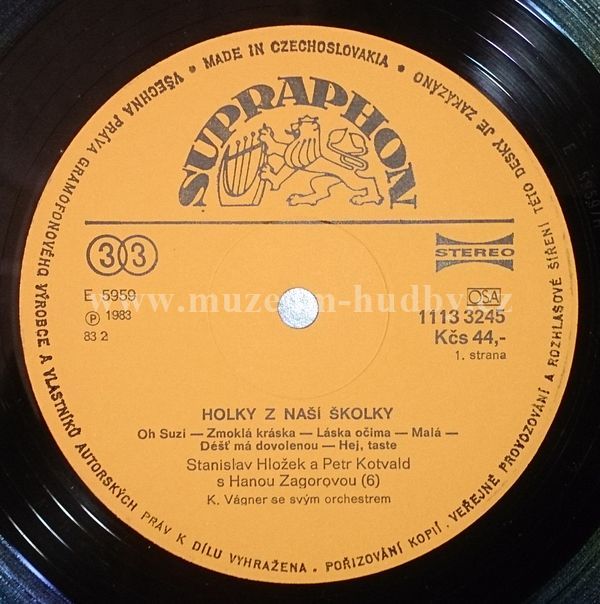 VŠECHNA PRÁVA GRAMOFONOVÉHO VÝROBCE A VLASTNÍKŮ AUTORSKÝCH PRÁV K DÍLU VYHRAŽENA. POŘIZOVÁNÍ KOPIÍ, VEŘEJNÉ PROVOZOVÁNÍ A ROZHLASOVÉ ŠÍŘENÍ TÉTO DESKY JE ZAKÁZÁNO • MADE IN CZECHOSLOVAKIA •
SUPRAPHON
33
STEREO
E 5959
OSA
www.muzeum-hudby.cz
℗ 1983
1113 3245
83 2
Kčs 44,-
1. strana
HOLKY Z NAŠÍ ŠKOLKY
Oh Suzi — Zmoklá kráska — Láska očima — Malá —
Déšť má dovolenou — Hej, taste
Stanislav Hložek a Petr Kotvald
s Hanou Zagorovou (6)
K. Vágner se svým orchestrem